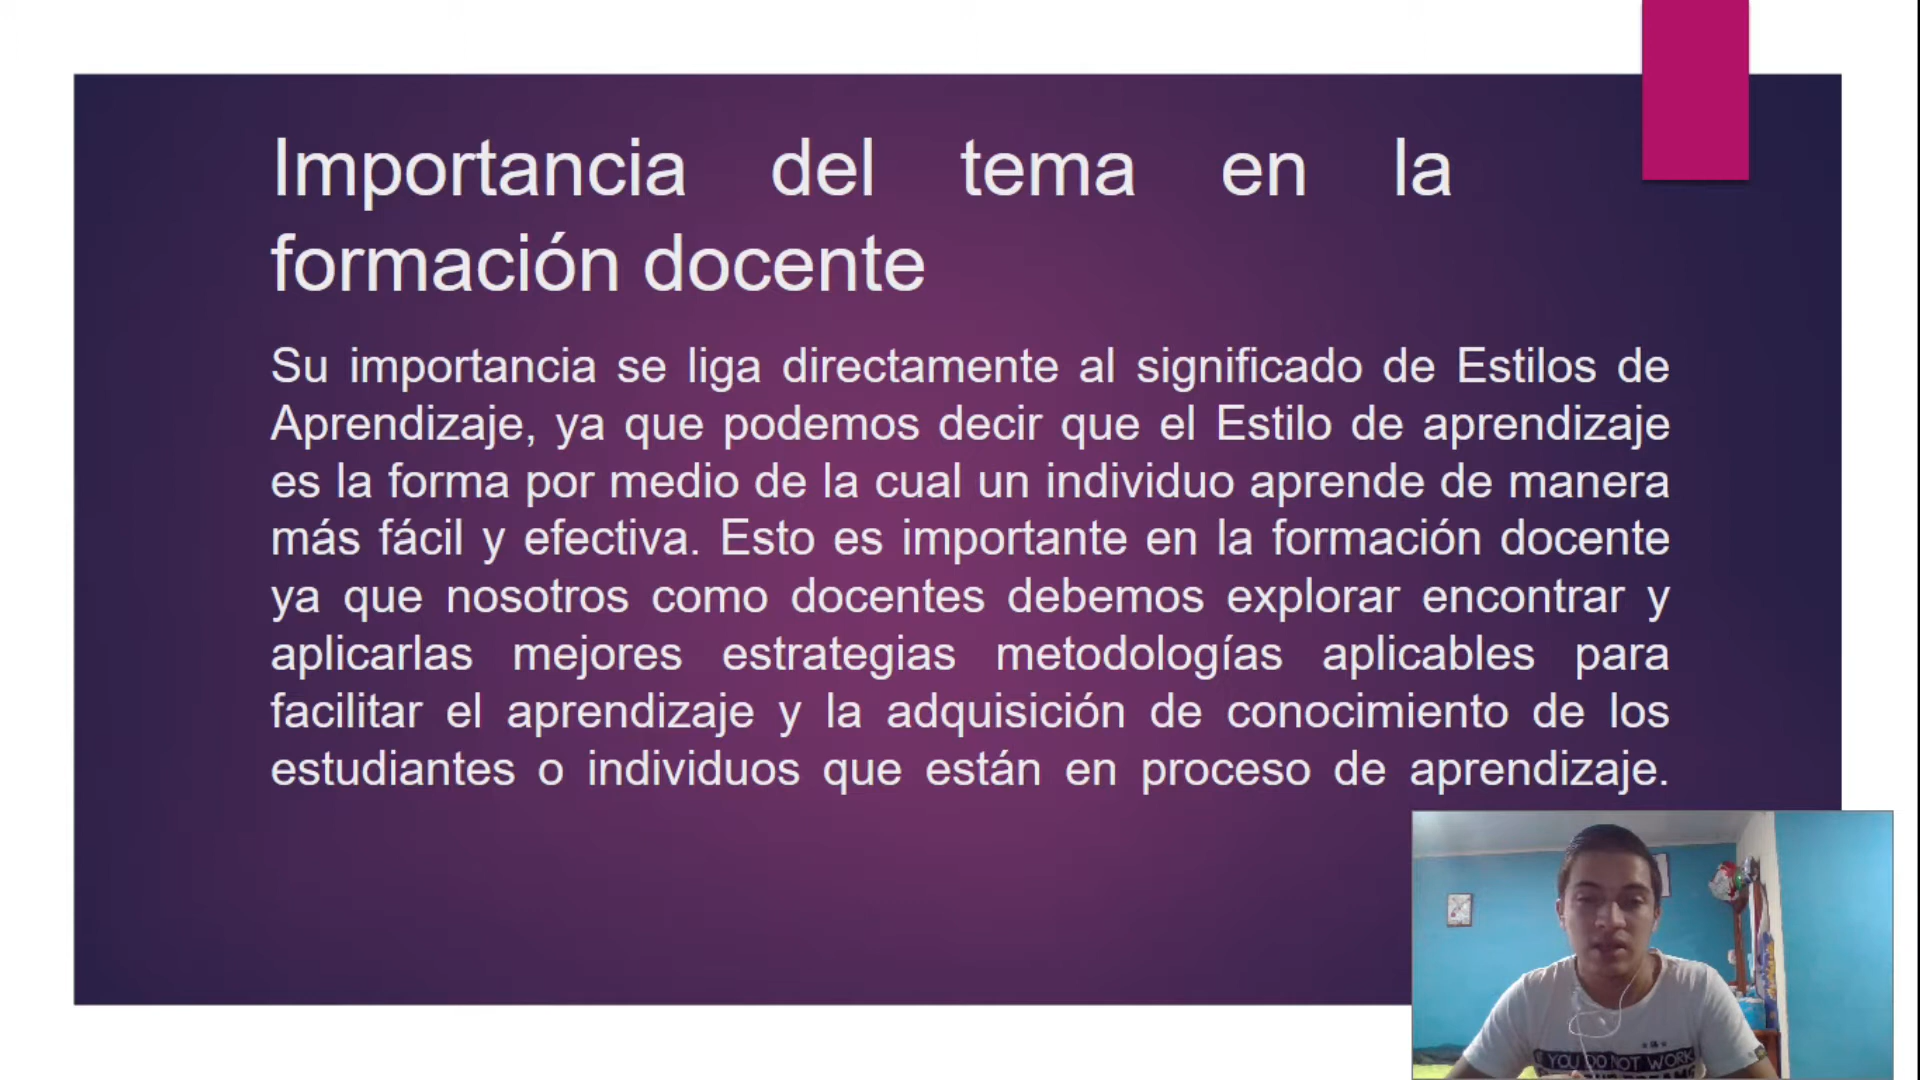 Importancia del tema en la
formación docente
Su importancia se liga directamente al significado de Estilos de
Aprendizaje, ya que podemos decir que el Estilo de aprendizaje
es la forma por medio de la cual un individuo aprende de manera
más fácil y efectiva. Esto es importante en la formación docente
ya que nosotros como docentes debemos explorar encontrar y
aplicarlas mejores estrategias metodologías aplicables para
facilitar el aprendizaje y la adquisición de conocimiento de los
estudiantes o individuos que están en proceso de aprendizaje.
YOU DO NOT WORK